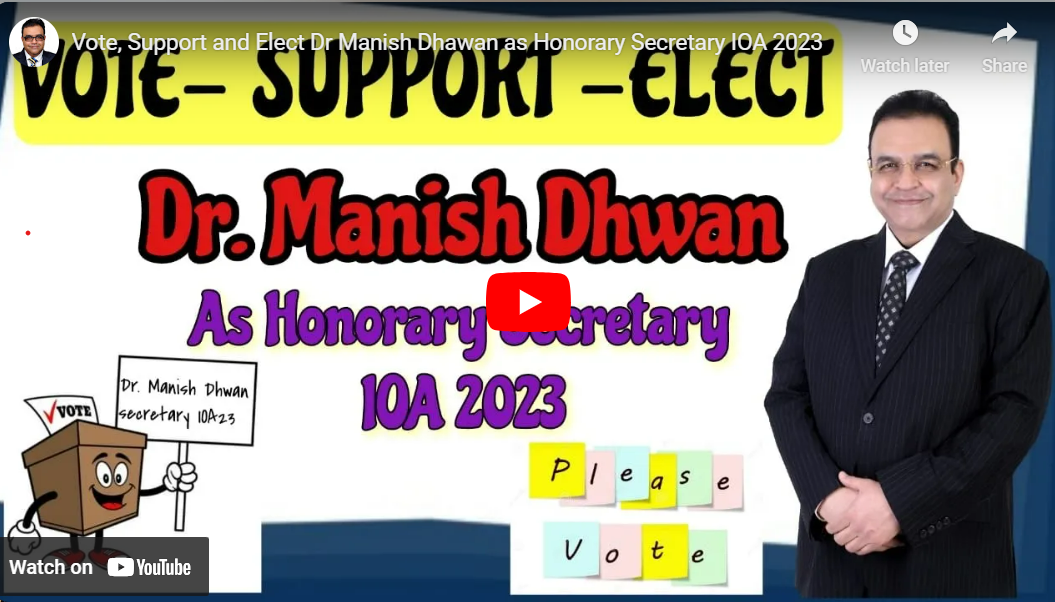 Vote, Support and Elect Dr Manish Dhawan as Honorary Secretary IOA 2023
Watch later
Share
VOTE- SUPPORT -ELECT
Dr. Manish Dhwan
As Honorary Secretary
IOA 2023
Dr. Manish Dhwan
secretary IOA23
VOTE
Please
Vote
Watch on YouTube